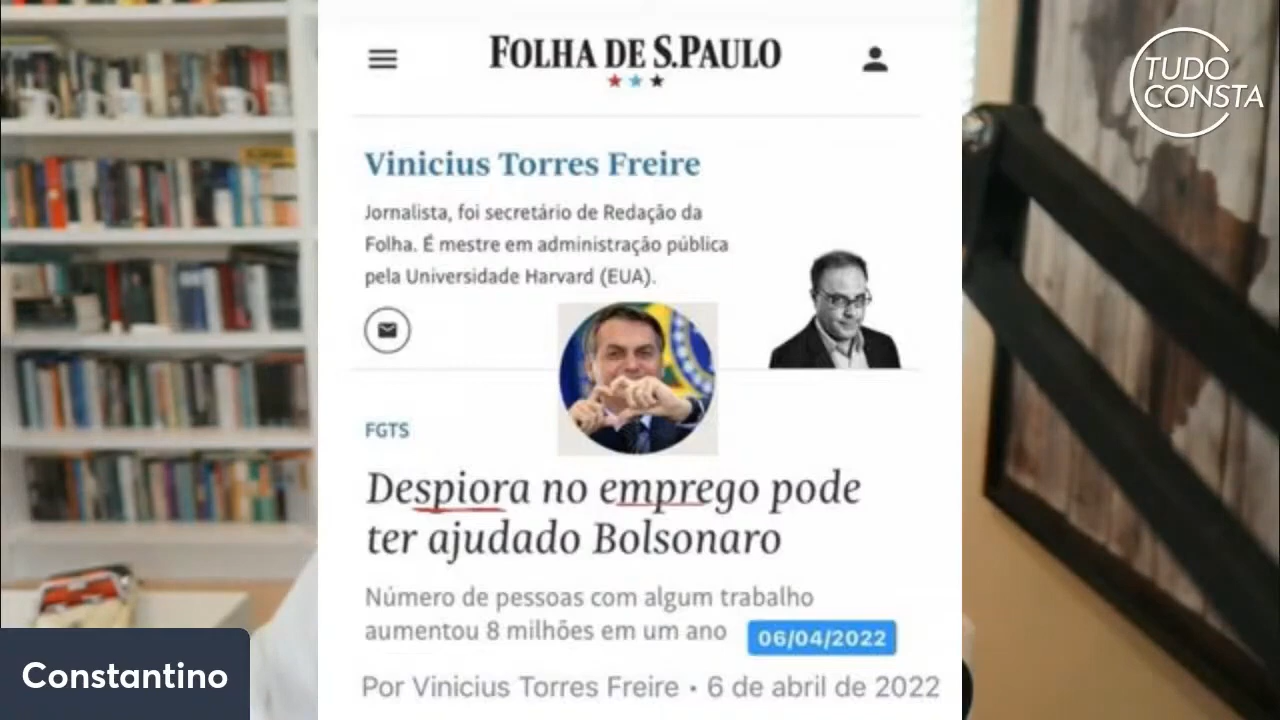 FOLHA DE S.PAULO
TUDO
CONSTA
Vinicius Torres Freire
Jornalista, foi secretário de Redação da
Folha. É mestre em administração pública
pela Universidade Harvard (EUA).
FGTS
Despiora no emprego pode
ter ajudado Bolsonaro
Número de pessoas com algum trabalho
aumentou 8 milhões em um ano
06/04/2022
Por Vinicius Torres Freire • 6 de abril de 2022
Constantino